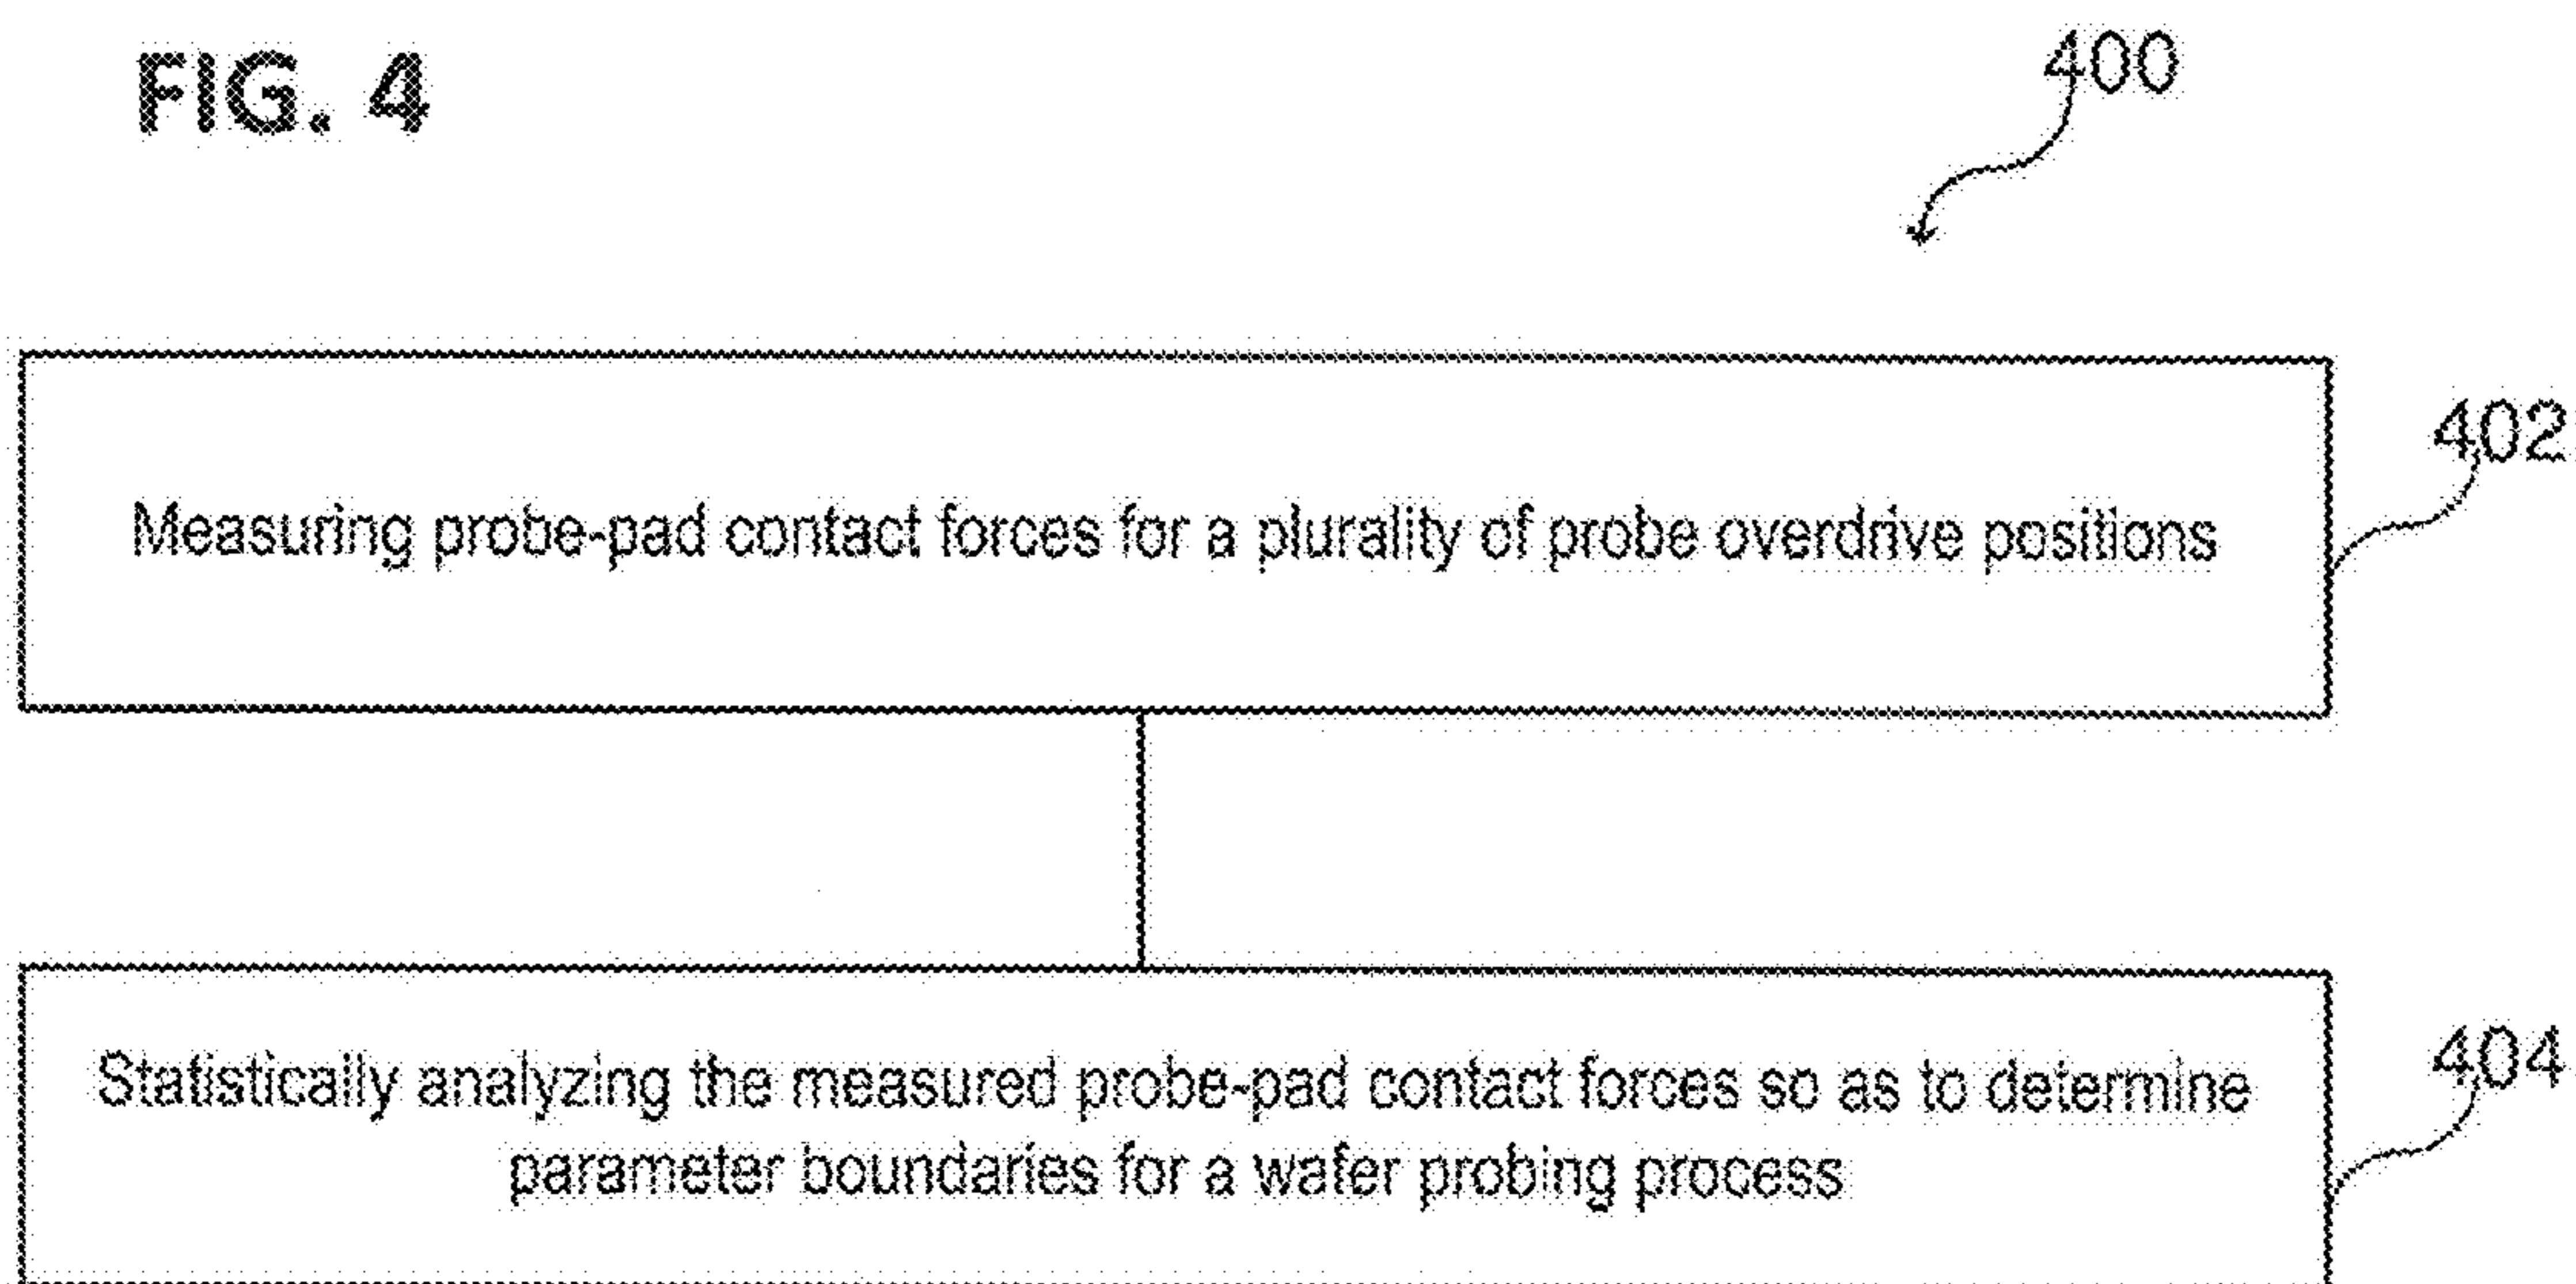 FIG. 4
400
402
Measuring probe-pad contact forces for a plurality of probe overdrive positions
404
Statistically analyzing the measured probe-pad contact forces so as to determine
parameter boundaries for a wafer probing process